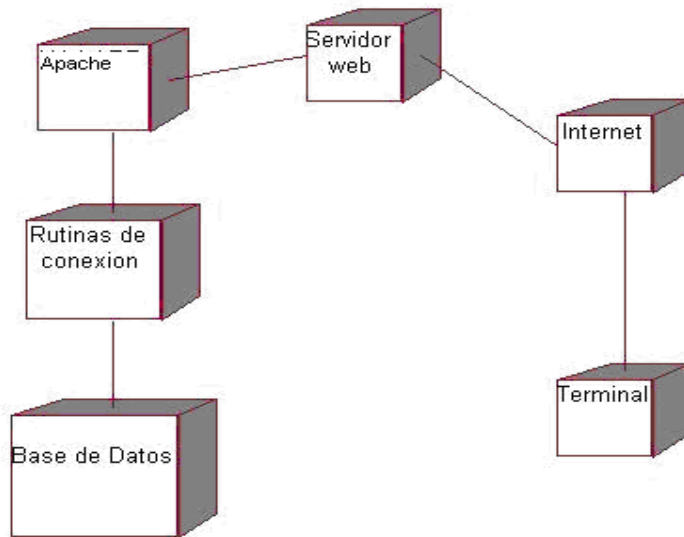 Apache
Servidor
web
Internet
Rutinas de
conexion
Terminal
Base de Datos